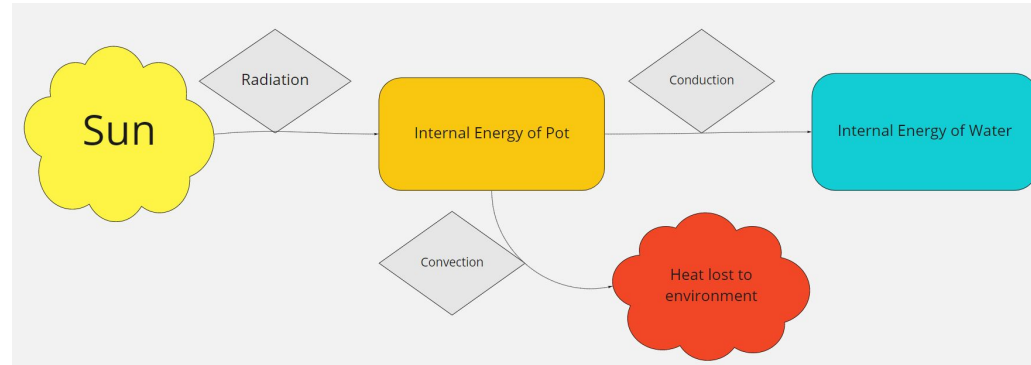 Sun
Radiation
Internal Energy of Pot
Conduction
Internal Energy of Water
Convection
Heat lost to
environment